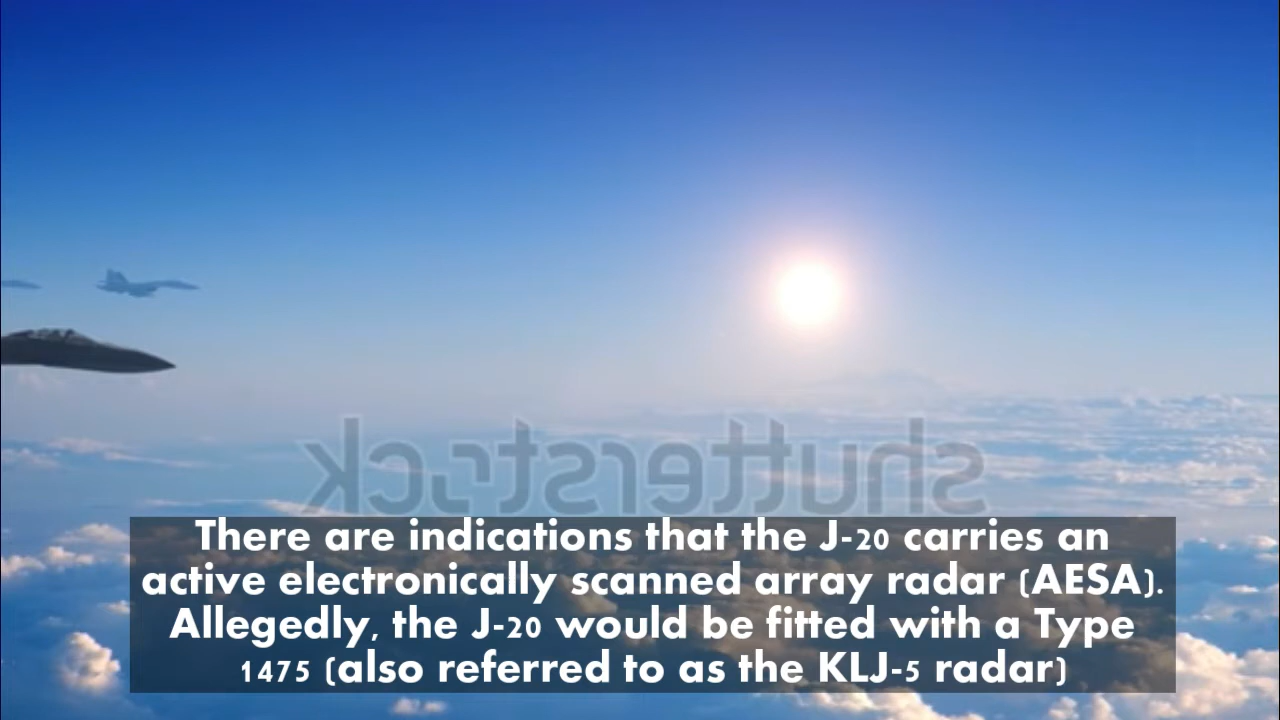 shutterstock
There are indications that the J-20 carries an
active electronically scanned array radar (AESA).
Allegedly, the J-20 would be fitted with a Type
1475 (also referred to as the KLJ-5 radar)